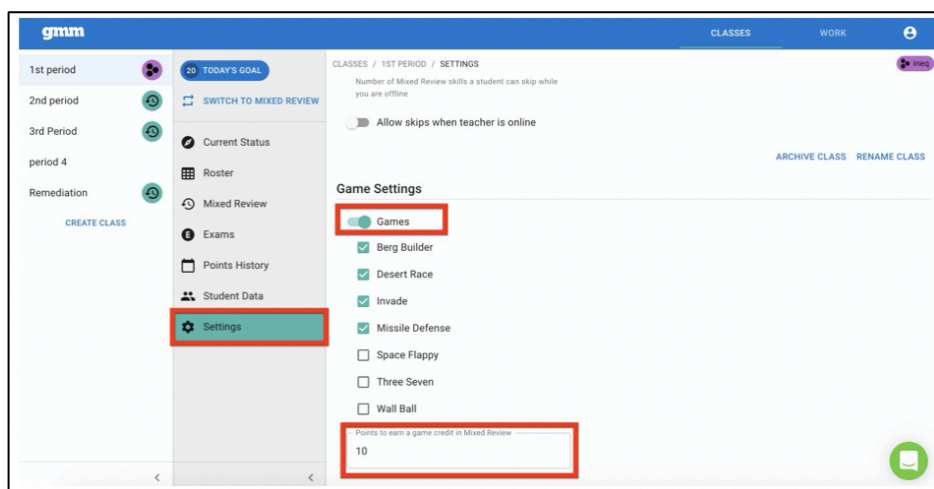 gmm
CLASSES
WORK
1st period
2nd period
3rd Period
period 4
Remediation
CREATE CLASS
20 TODAY'S GOAL
SWITCH TO MIXED REVIEW
Current Status
Roster
Mixed Review
E Exams
Points History
Student Data
Settings
CLASSES / 1ST PERIOD / SETTINGS
ineq
Number of Mixed Review skills a student can skip while
you are offline
Allow skips when teacher is online
ARCHIVE CLASS RENAME CLASS
Game Settings
Games
Berg Builder
Desert Race
Invade
Missile Defense
Space Flappy
Three Seven
Wall Ball
Points to earn a game credit in Mixed Review
10